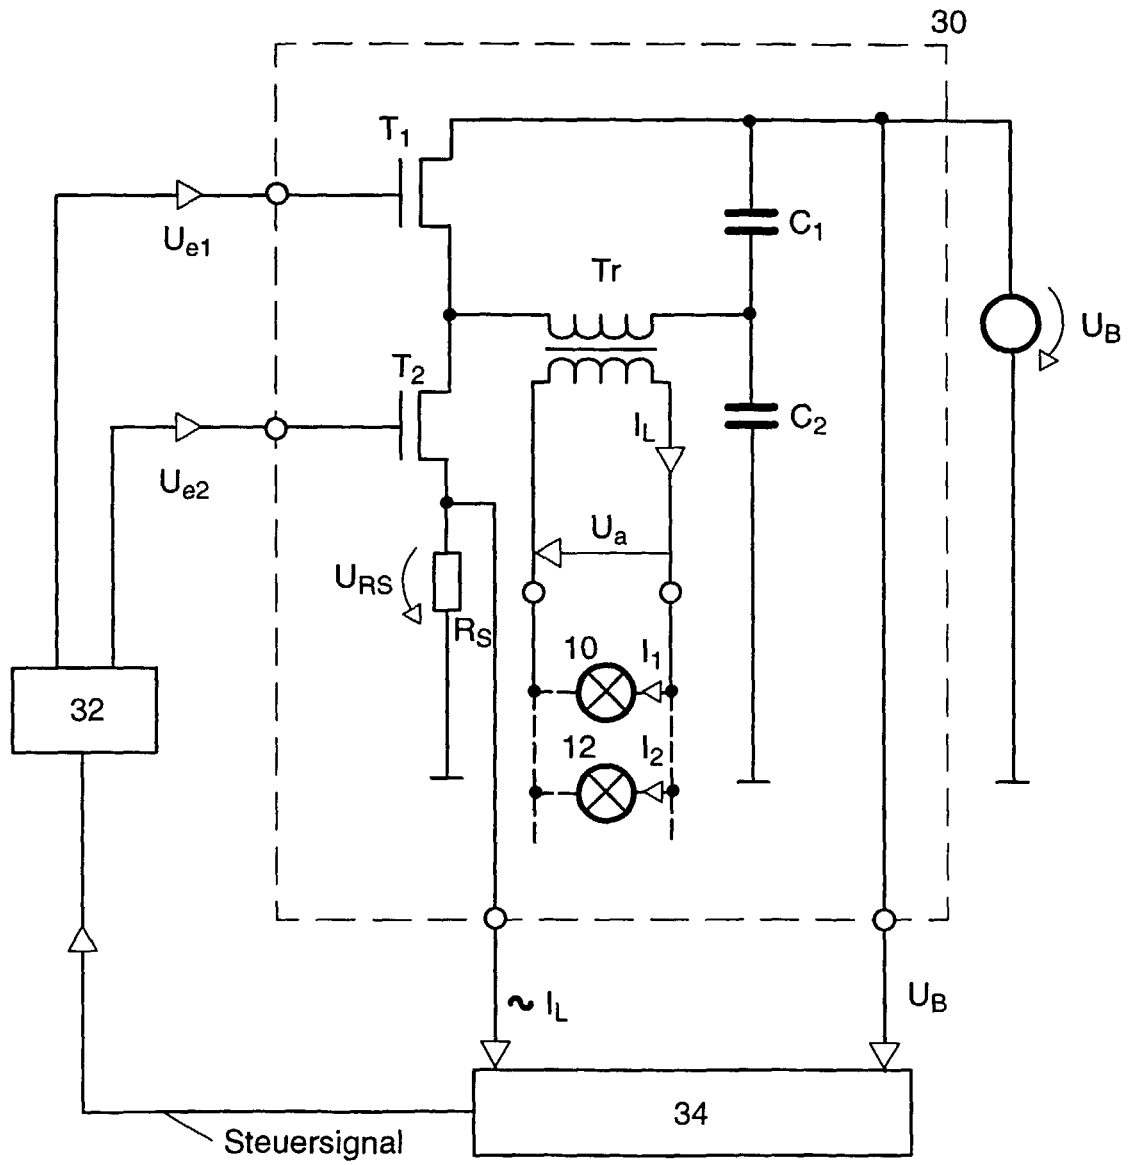 30
T1
Ue1
C1
Tr
UB
T2
IL
C2
Ue2
Ua
URS
RS
10 I1
32
12 I2
~ IL
UB
34
Steuersignal